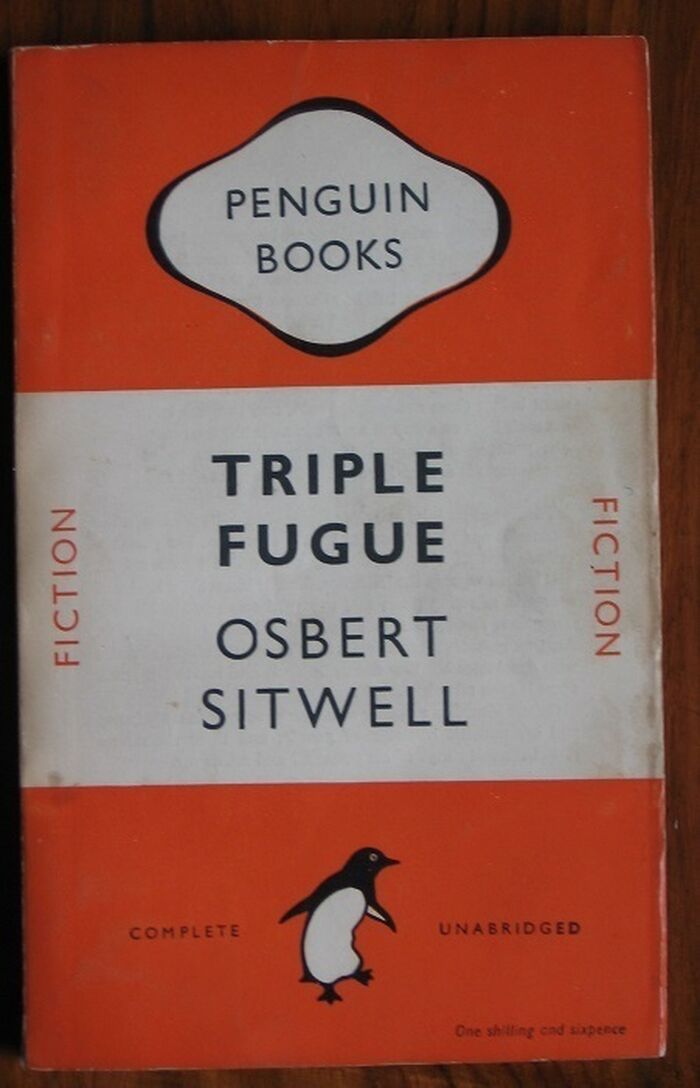 PENGUIN
BOOKS
TRIPLE
FUGUE
OSBERT
SITWELL
FICTION
FICTION
COMPLETE
UNABRIDGED
One shilling and sixpence